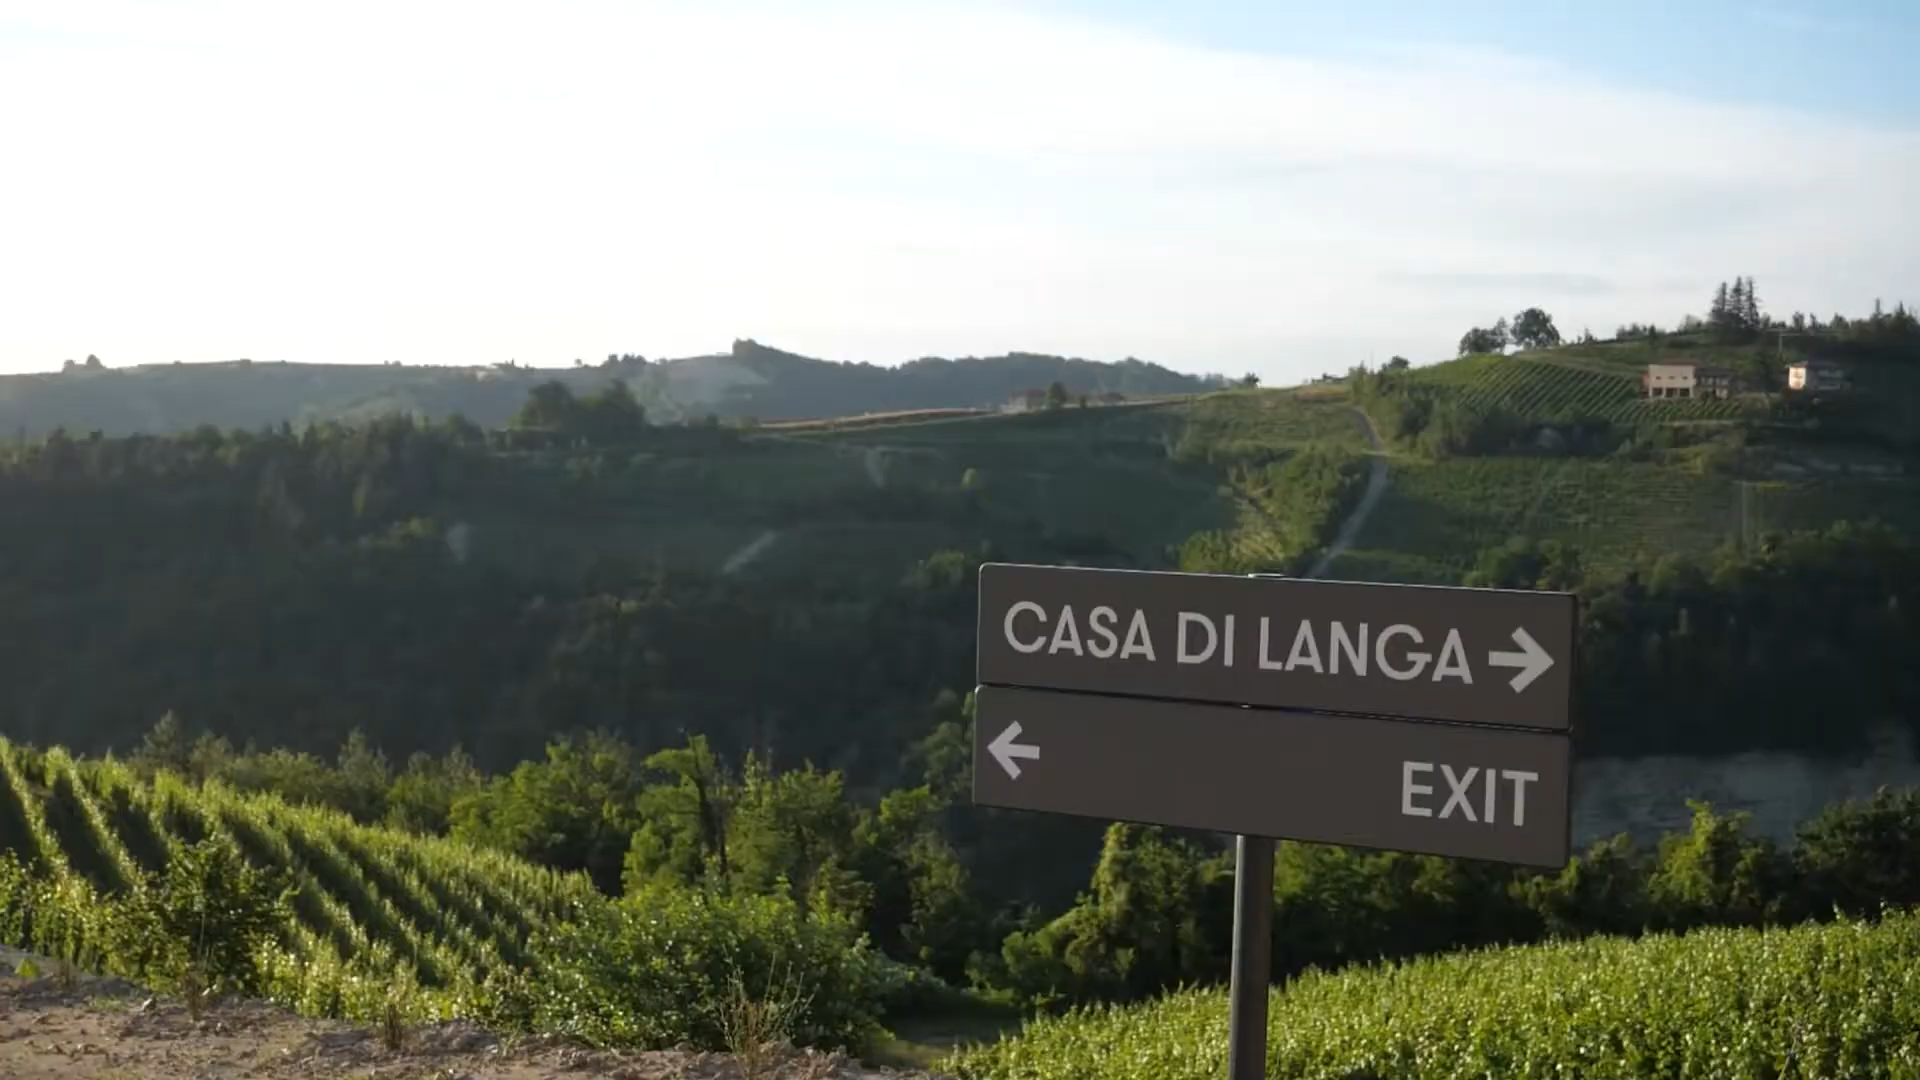 CASA DI LANGA →
← EXIT